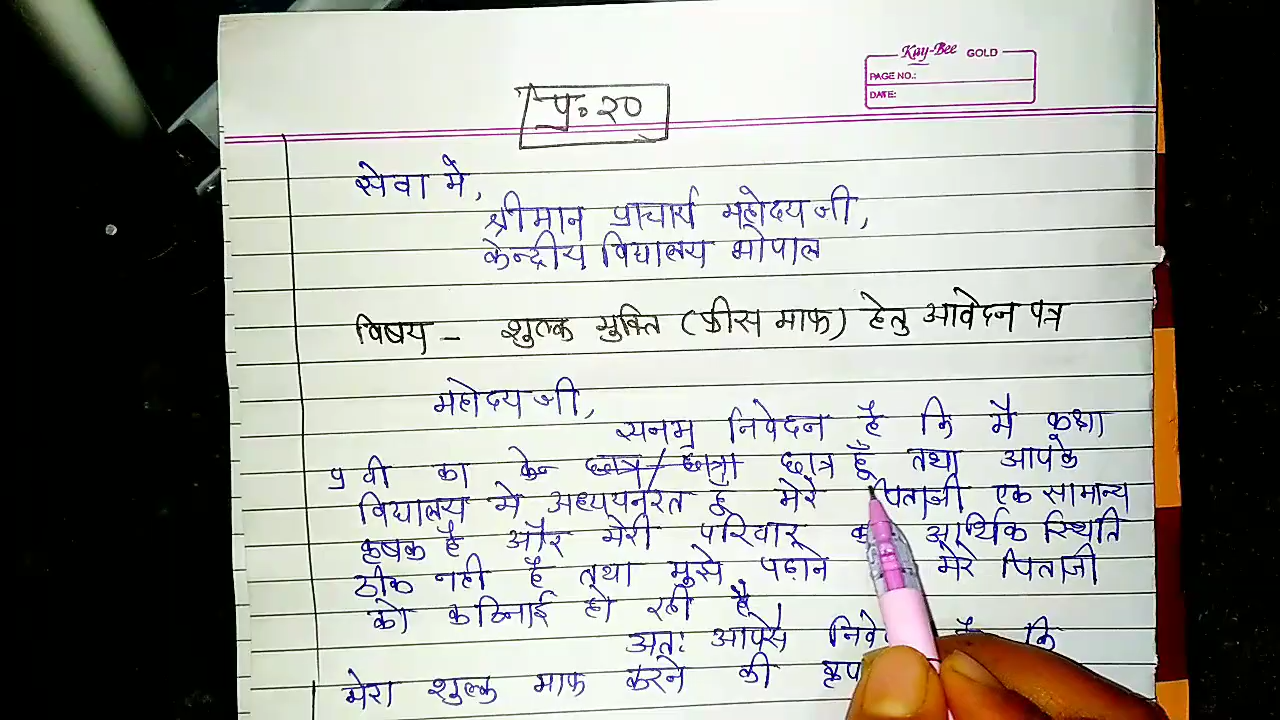 Kay-Bee GOLD
PAGE NO.:
DATE:
प्र० २०
सेवा में,
श्रीमान प्राचार्य महोदय जी,
केन्द्रीय विद्यालय भोपाल
विषय - शुल्क मुक्ति (फीस माफ) हेतु आवेदन पत्र
महोदय जी,
सनम्र निवेदन है कि मै कक्षा
9 वी का छात्र/छात्रा छात्र हूँ तथा आपके
विद्यालय मे अध्ययनरत हू मेरे पिताजी एक सामान्य
कृषक है और मेरी परिवार आर्थिक स्थिति
ठीक नही है तथा मुझे पढाने मेरे पिताजी
को कठिनाई हो रही है,
अत: आपसे कि
मेरा शुल्क माफ करने की